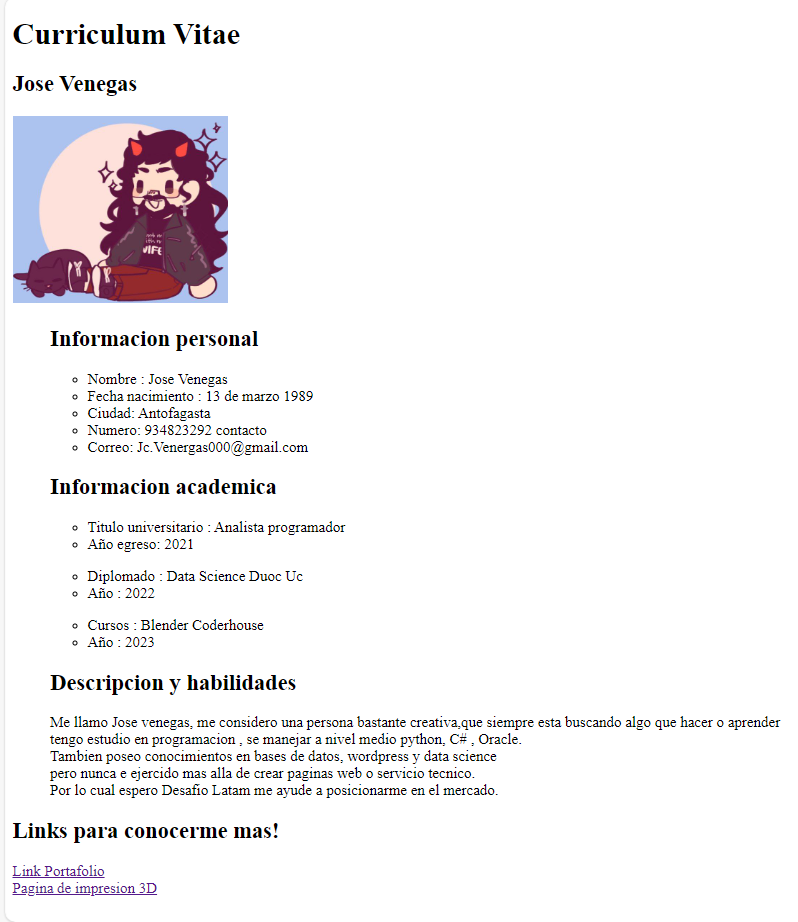 Curriculum Vitae
Jose Venegas
WIFE
Informacion personal
Nombre : Jose Venegas
Fecha nacimiento : 13 de marzo 1989
Ciudad: Antofagasta
Numero: 934823292 contacto
Correo: Jc.Venergas000@gmail.com
Informacion academica
Titulo universitario : Analista programador
Año egreso: 2021
Diplomado : Data Science Duoc Uc
Año : 2022
Cursos : Blender Coderhouse
Año : 2023
Descripcion y habilidades
Me llamo Jose venegas, me considero una persona bastante creativa,que siempre esta buscando algo que hacer o aprender
tengo estudio en programacion , se manejar a nivel medio python, C# , Oracle.
Tambien poseo conocimientos en bases de datos, wordpress y data science
pero nunca e ejercido mas alla de crear paginas web o servicio tecnico.
Por lo cual espero Desafio Latam me ayude a posicionarme en el mercado.
Links para conocerme mas!
Link Portafolio
Pagina de impresion 3D